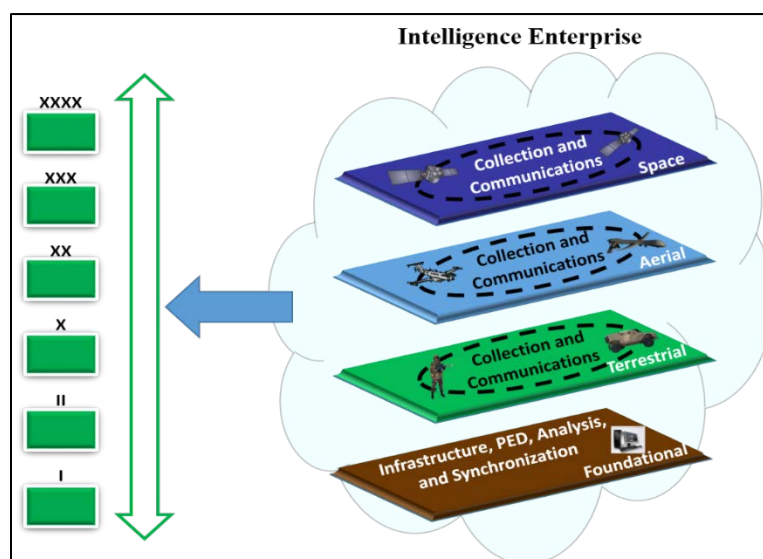 Intelligence Enterprise
XXXX
XXX
XX
X
II
I
Collection and
Communications
Space
Collection and
Communications
Aerial
Collection and
Communications
Terrestrial
Infrastructure, PED, Analysis,
and Synchronization
Foundational